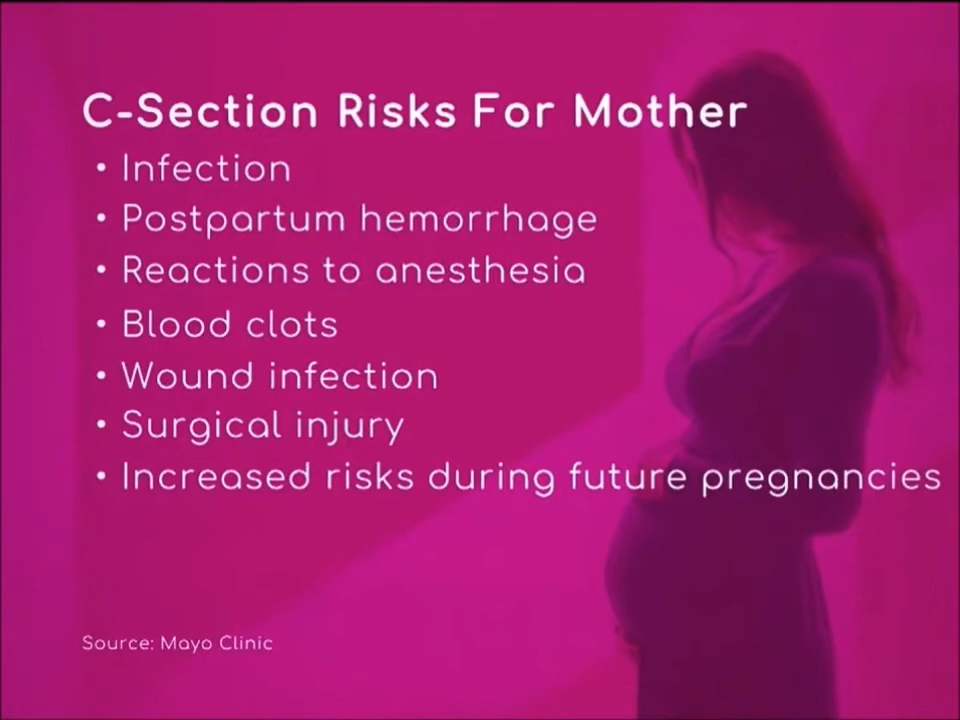 C-Section Risks For Mother
• Infection
• Postpartum hemorrhage
• Reactions to anesthesia
• Blood clots
• Wound infection
• Surgical injury
• Increased risks during future pregnancies
Source: Mayo Clinic